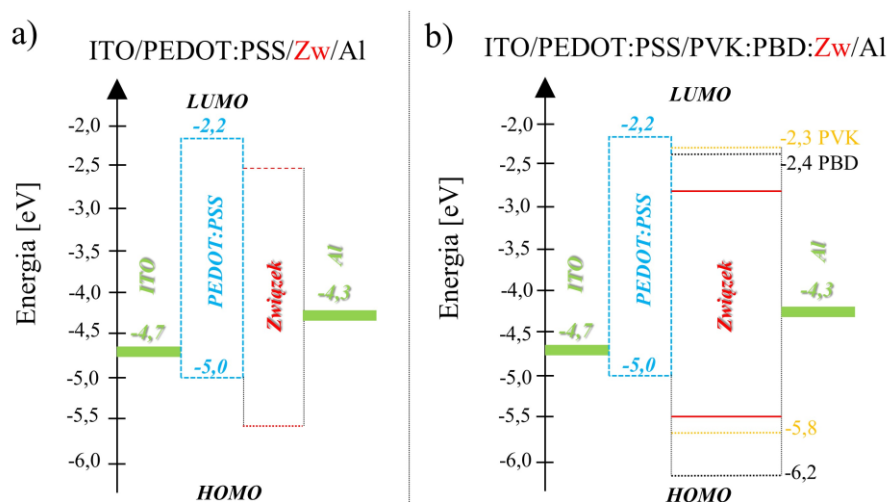 a)
ITO/PEDOT:PSS/Zw/Al
LUMO
Energia [eV]
-2,0
-2,5
-3,0
-3,5
-4,0
-4,5
-5,0
-5,5
-6,0
ITO
-4,7
-2,2
PEDOT:PSS
-5,0
Związek
Al
-4,3
HOMO
b)
ITO/PEDOT:PSS/PVK:PBD:Zw/Al
LUMO
Energia [eV]
-2,0
-2,5
-3,0
-3,5
-4,0
-4,5
-5,0
-5,5
-6,0
ITO
-4,7
-2,2
PEDOT:PSS
-5,0
-2,3 PVK
-2,4 PBD
Związek
Al
-4,3
-5,8
-6,2
HOMO